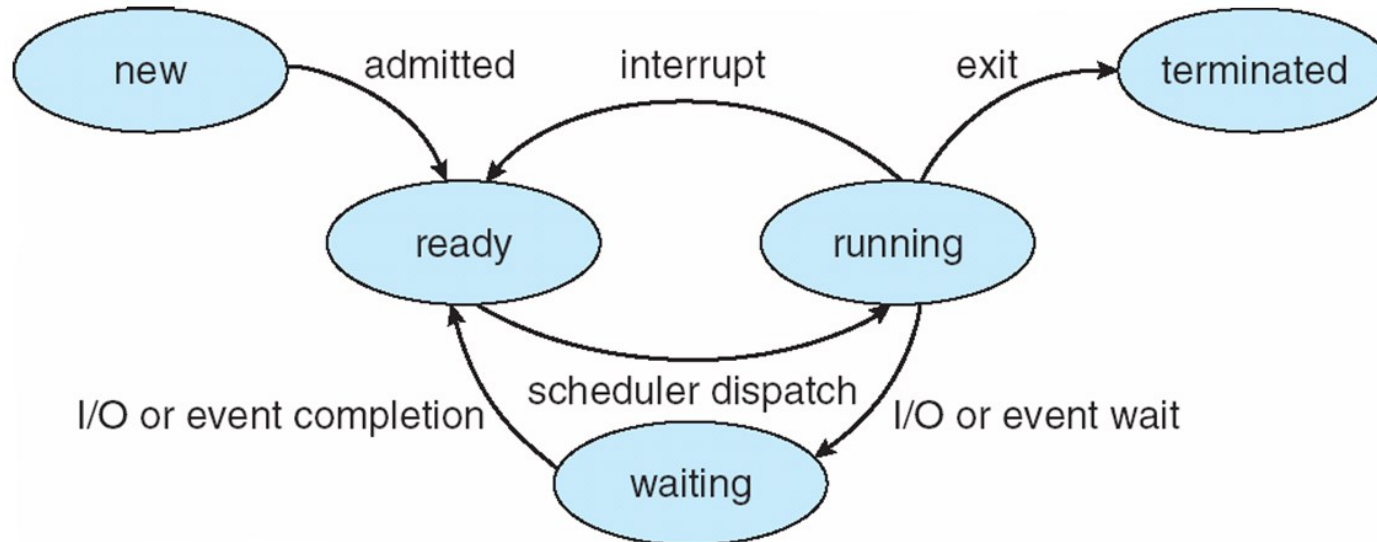 new
admitted
interrupt
exit
terminated
ready
running
scheduler dispatch
I/O or event completion
I/O or event wait
waiting